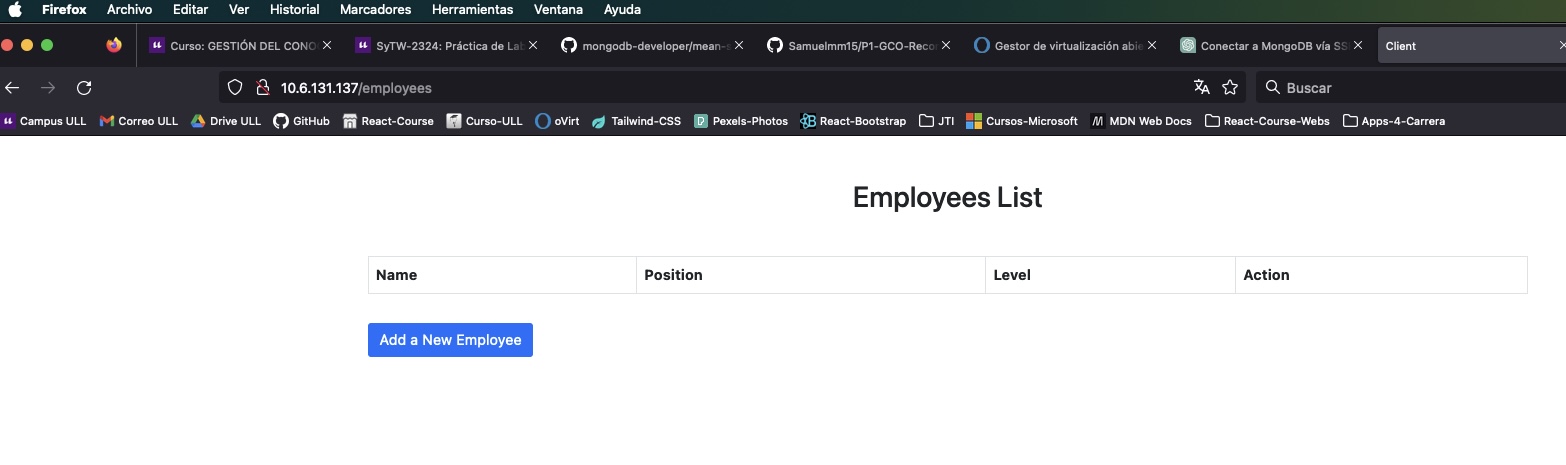 Firefox Archivo Editar Ver Historial Marcadores Herramientas Ventana Ayuda
Curso: GESTIÓN DEL CONO SyTW-2324: Práctica de Lab mongodb-developer/mean-s Samuelmm15/P1-GCO-Reco Gestor de virtualización abie Conectar a MongoDB vía SS Client
10.6.131.137/employees Buscar
Campus ULL Correo ULL Drive ULL GitHub React-Course Curso-ULL oVirt Tailwind-CSS Pexels-Photos React-Bootstrap JTI Cursos-Microsoft MDN Web Docs React-Course-Webs Apps-4-Carrera
Employees List
Name Position Level Action
Add a New Employee